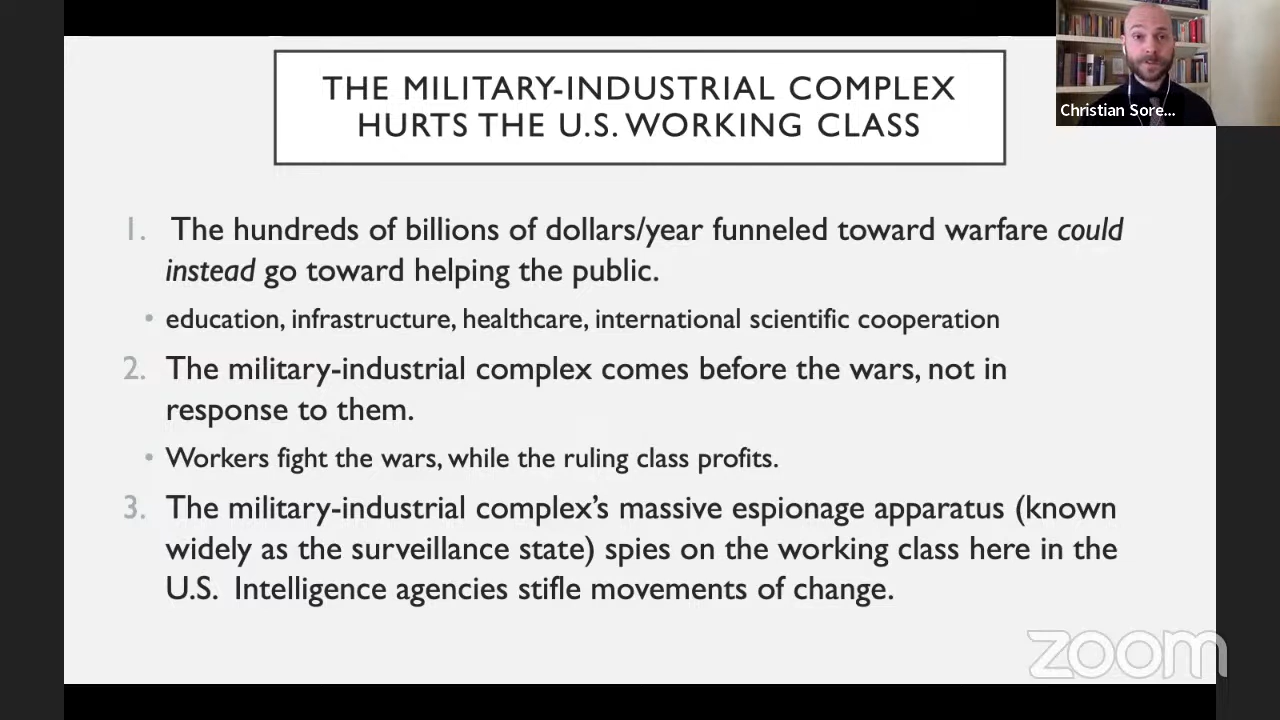 THE MILITARY-INDUSTRIAL COMPLEX
HURTS THE U.S. WORKING CLASS
Christian Sore...
1. The hundreds of billions of dollars/year funneled toward warfare could
instead go toward helping the public.
• education, infrastructure, healthcare, international scientific cooperation
2. The military-industrial complex comes before the wars, not in
response to them.
• Workers fight the wars, while the ruling class profits.
3. The military-industrial complex’s massive espionage apparatus (known
widely as the surveillance state) spies on the working class here in the
U.S. Intelligence agencies stifle movements of change.
zoom